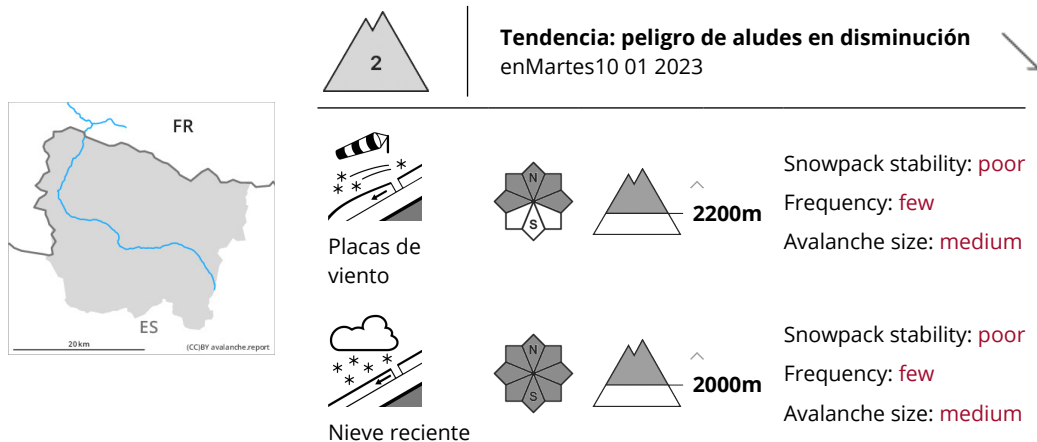 2
Tendencia: peligro de aludes en disminución
enMartes10 01 2023
FR
ES
20 km
(CC)BY avalanche.report
Placas de
viento
N
S
2200m
Snowpack stability: poor
Frequency: few
Avalanche size: medium
Nieve reciente
N
S
2000m
Snowpack stability: poor
Frequency: few
Avalanche size: medium